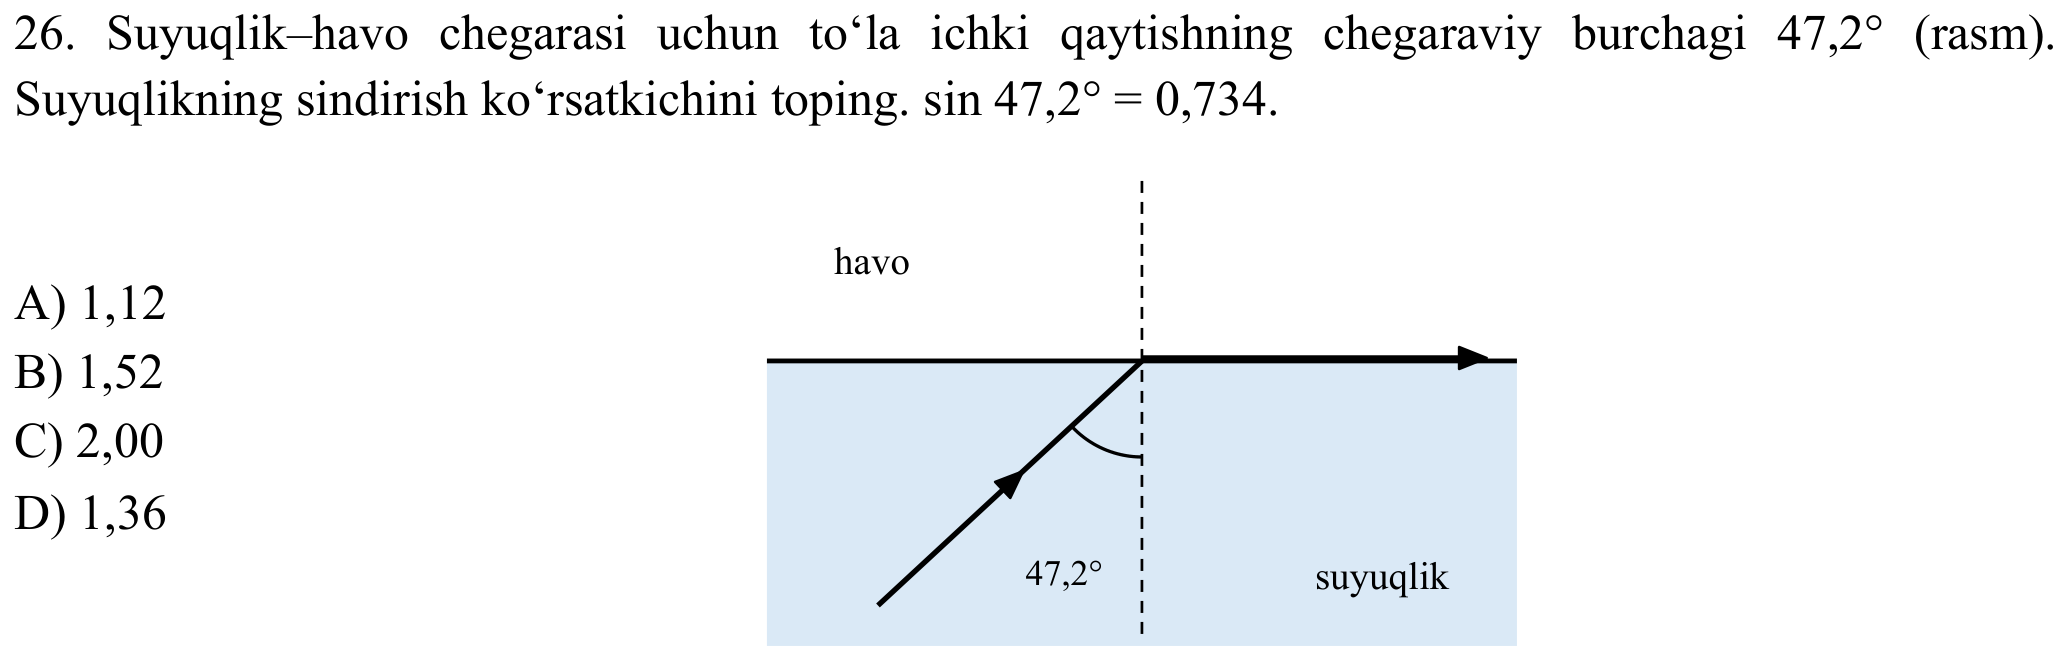 26. Suyuqlik–havo chegarasi uchun to‘la ichki qaytishning chegaraviy burchagi 47,2° (rasm).
Suyuqlikning sindirish ko‘rsatkichini toping. sin 47,2° = 0,734.
havo
A) 1,12
B) 1,52
C) 2,00
D) 1,36
47,2°
suyuqlik